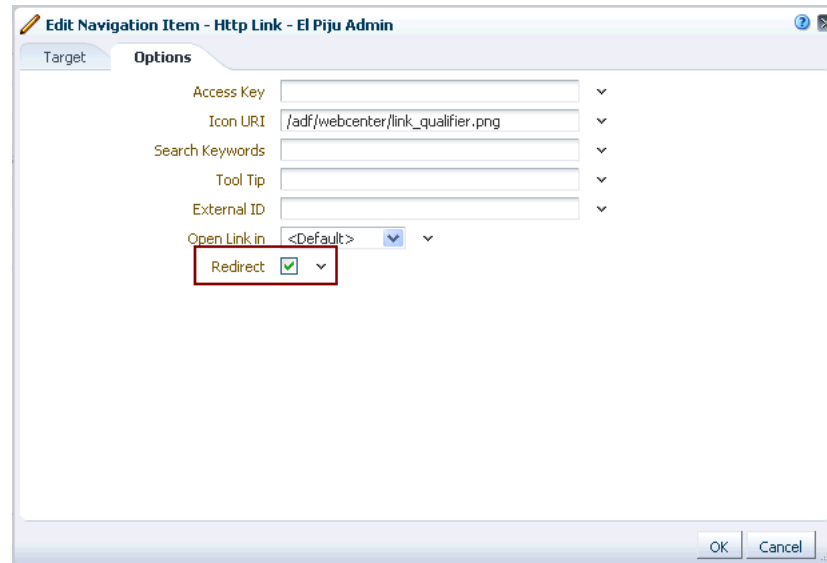 Edit Navigation Item - Http Link - El Piju Admin
Target Options
Access Key
Icon URI /adf/webcenter/link_qualifier.png
Search Keywords
Tool Tip
External ID
Open Link in <Default>
Redirect
OK Cancel